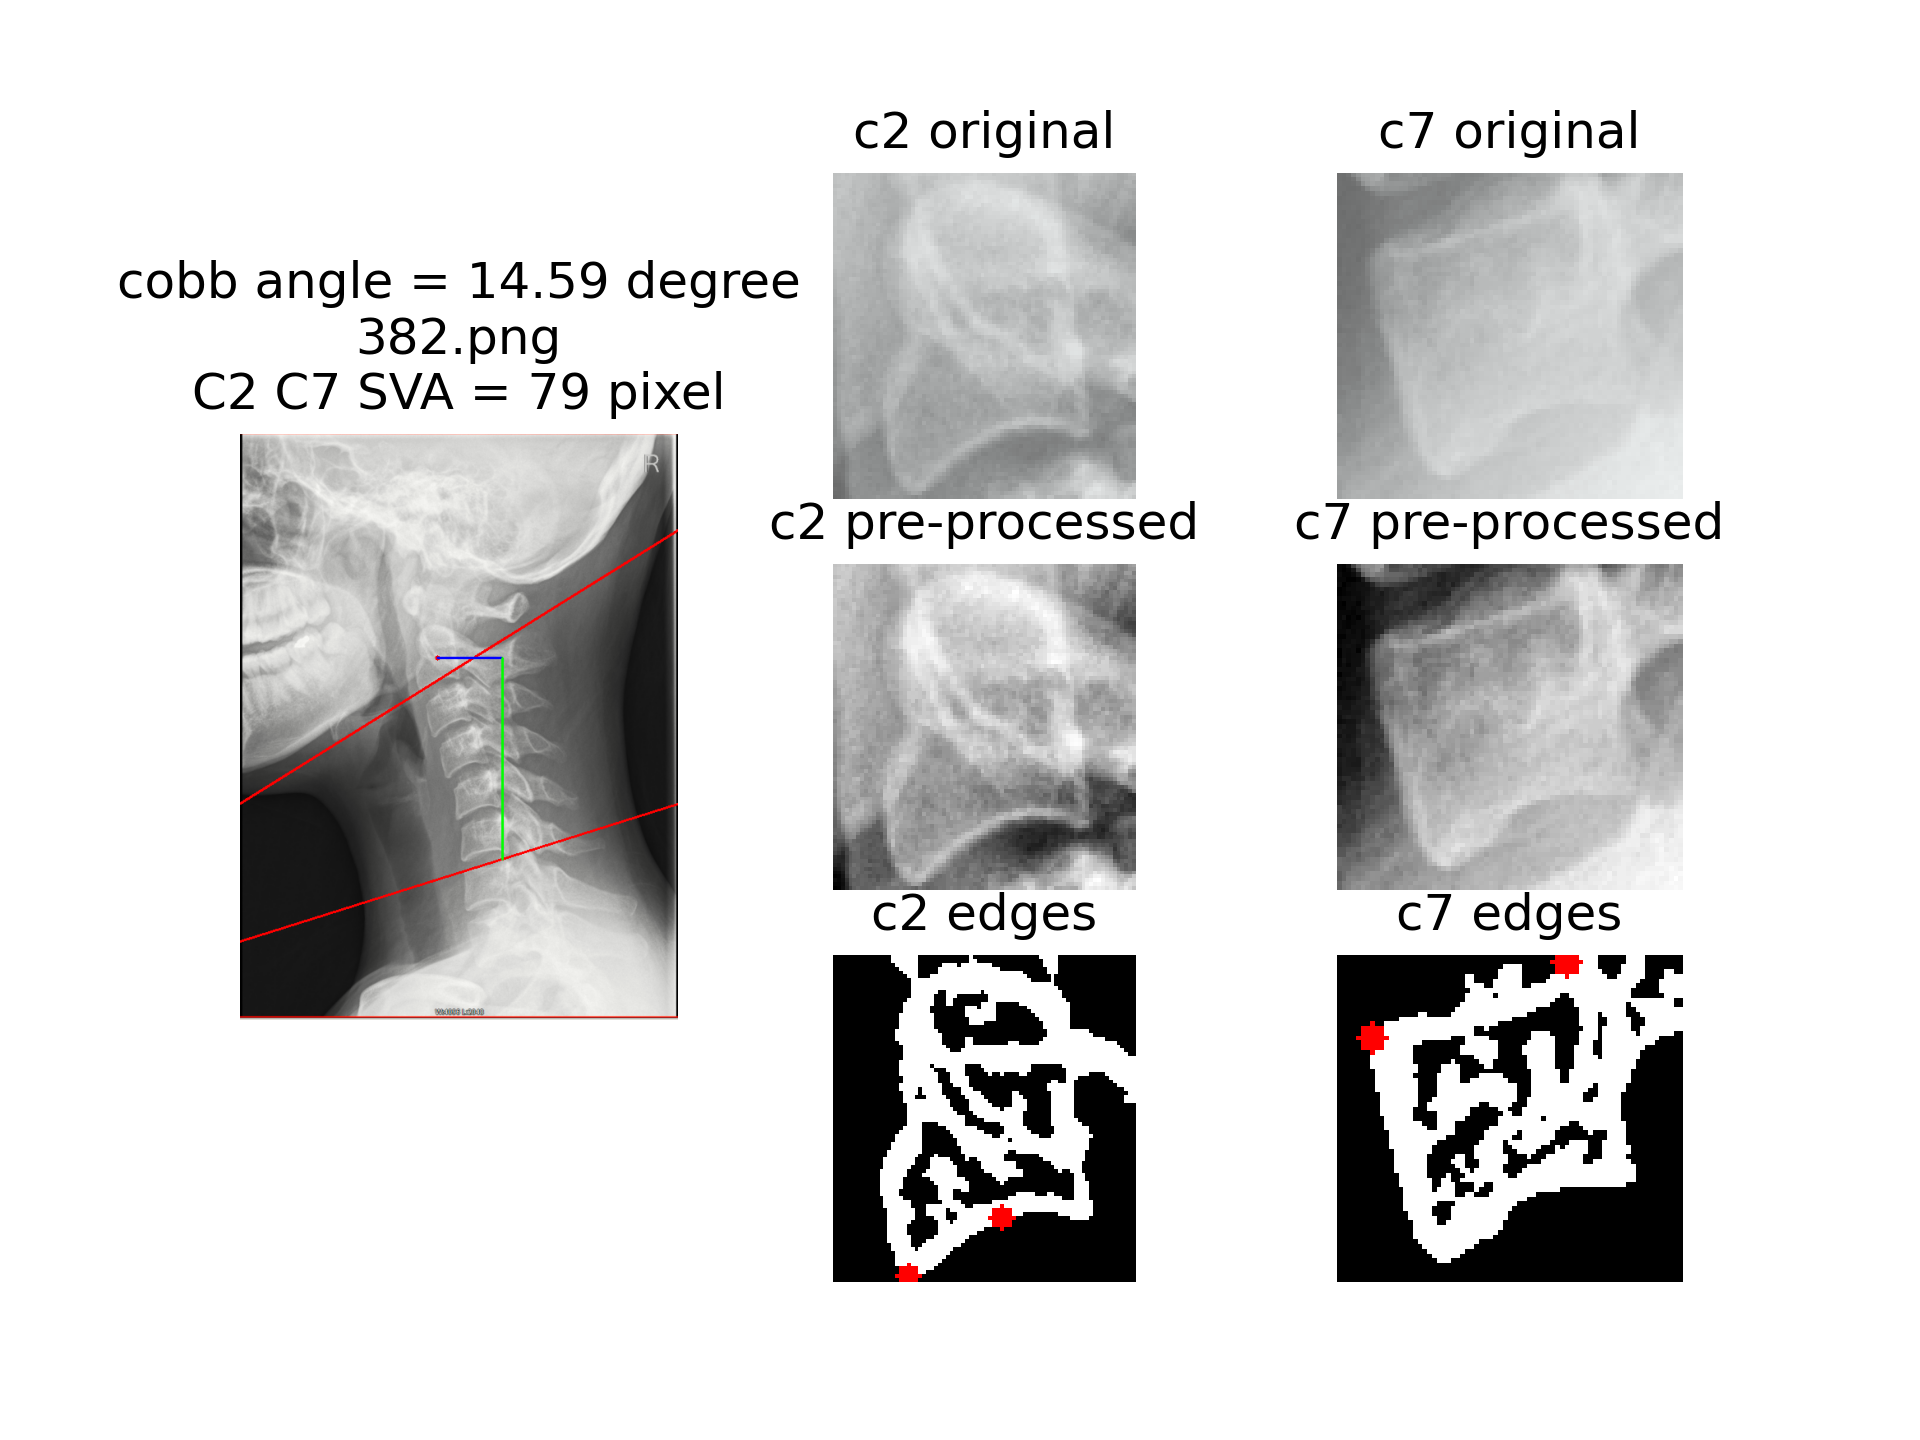 cobb angle = 14.59 degree
382.png
C2 C7 SVA = 79 pixel
R
c2 original
c7 original
c2 pre-processed
c7 pre-processed
c2 edges
c7 edges